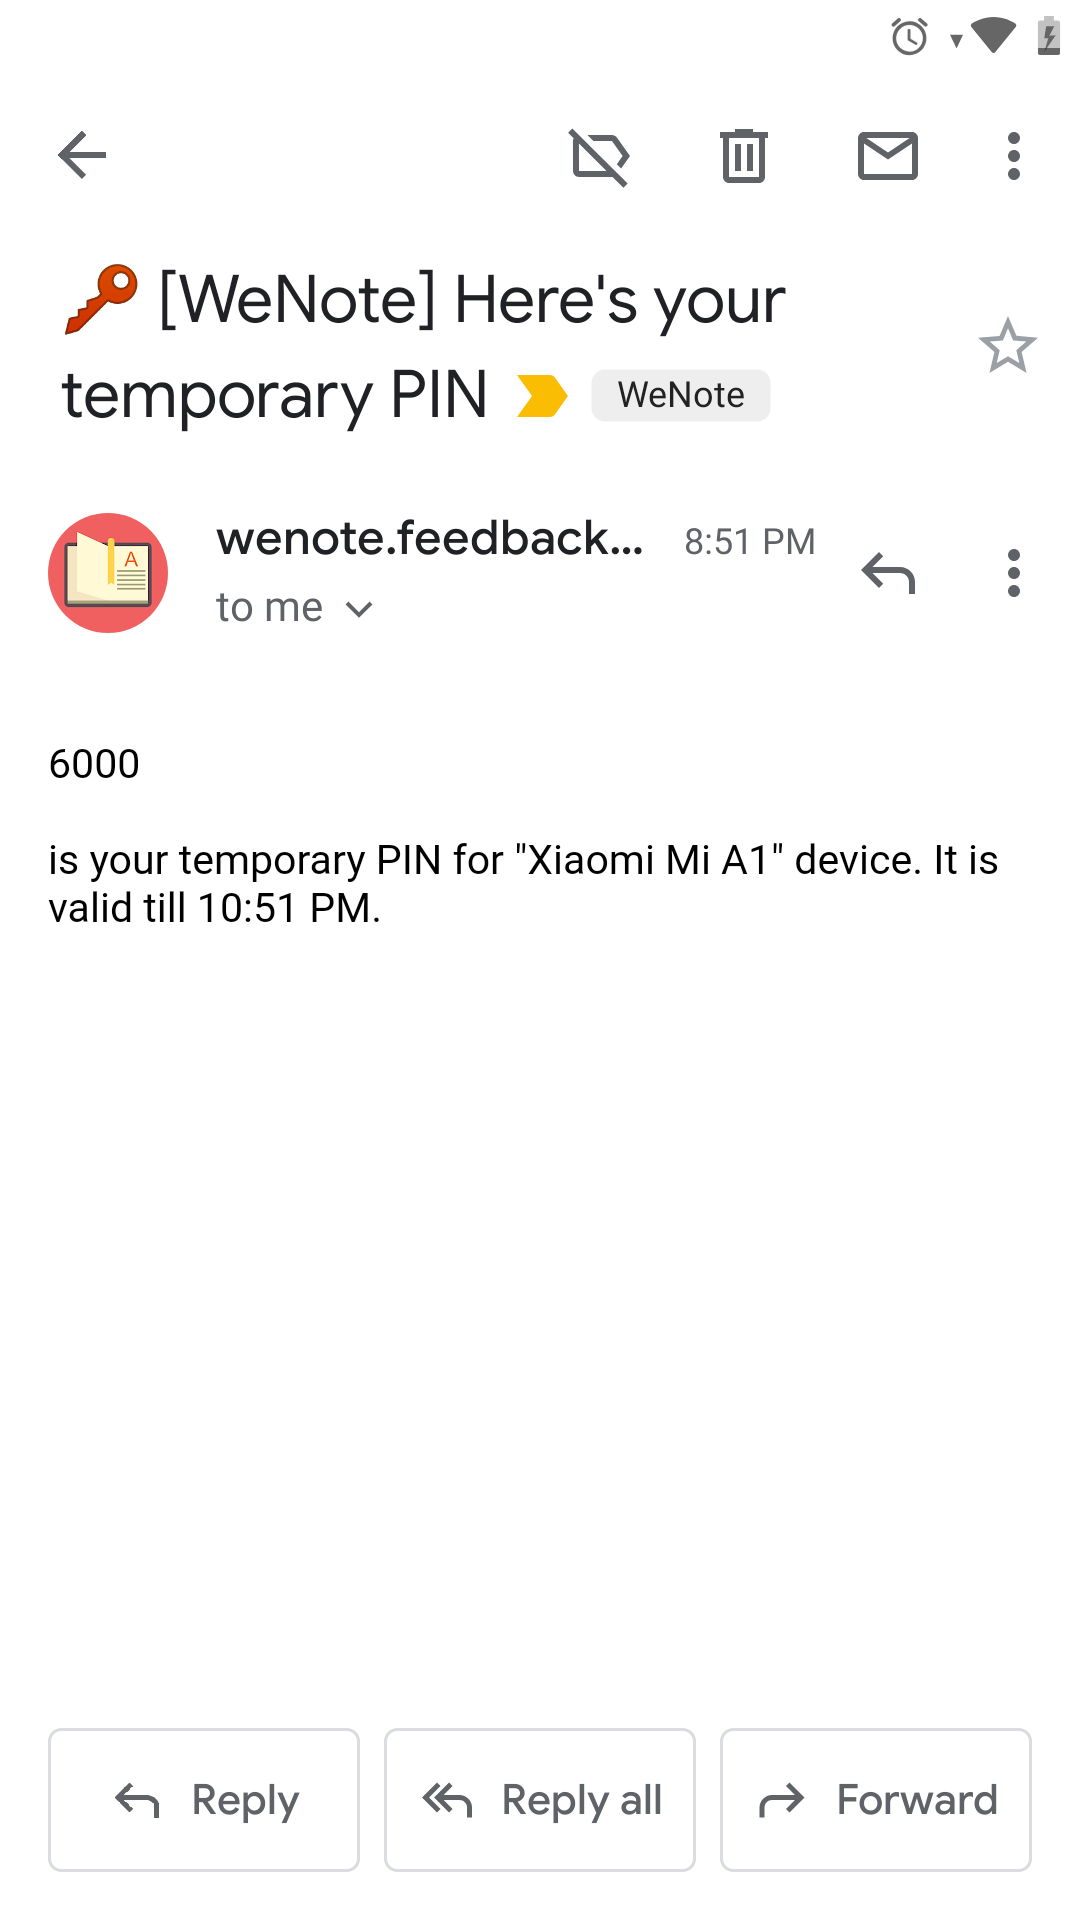 🔑 [WeNote] Here's your
temporary PIN WeNote
wenote.feedback... 8:51 PM
to me
A
6000
is your temporary PIN for "Xiaomi Mi A1" device. It is
valid till 10:51 PM.
Reply Reply all Forward